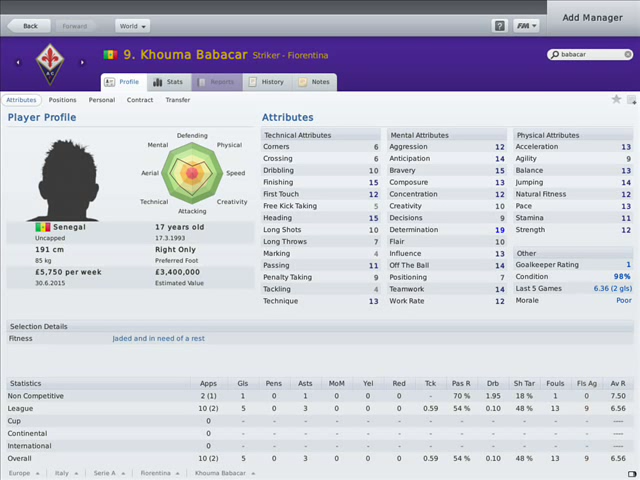 Back Forward World ? FM Add Manager
9. Khouma Babacar Striker - Fiorentina babacar
Profile Stats Reports History Notes
Attributes Positions Personal Contract Transfer
Player Profile
Defending
Mental Physical
Aerial Speed
Technical Creativity
Attacking
Senegal 17 years old
Uncapped 17.3.1993
191 cm Right Only
85 kg Preferred Foot
£5,750 per week £3,400,000
30.6.2015 Estimated Value
Attributes
Technical Attributes Mental Attributes Physical Attributes
Corners 6 Aggression 12 Acceleration 13
Crossing 6 Anticipation 14 Agility 9
Dribbling 10 Bravery 15 Balance 13
Finishing 15 Composure 13 Jumping 14
First Touch 12 Concentration 12 Natural Fitness 12
Free Kick Taking 5 Creativity 10 Pace 13
Heading 15 Decisions 9 Stamina 11
Long Shots 10 Determination 19 Strength 12
Long Throws 7 Flair 10
Marking 4 Influence 13 Other
Passing 11 Off The Ball 14 Goalkeeper Rating 1
Penalty Taking 9 Positioning 7 Condition 98%
Tackling 4 Teamwork 14 Last 5 Games 6.36 (2 gls)
Technique 13 Work Rate 12 Morale Poor
Selection Details
Fitness Jaded and in need of a rest
Statistics Apps Gls Pens Asts MoM Yel Red Tck Pas R Drb Sh Tar Fouls Fls Ag Av R
Non Competitive 2 (1) 1 0 1 0 0 0 - 70 % 1.95 18 % 1 0 7.50
League 10 (2) 5 0 3 0 0 0 0.59 54 % 0.10 48 % 13 9 6.56
Cup 0 - - - - - - - - - - - - ----
Continental 0 - - - - - - - - - - - - ----
International 0 - - - - - - - - - - - - ----
Overall 10 (2) 5 0 3 0 0 0 0.59 54 % 0.10 48 % 13 9 6.56
Europe Italy Serie A Fiorentina Khouma Babacar